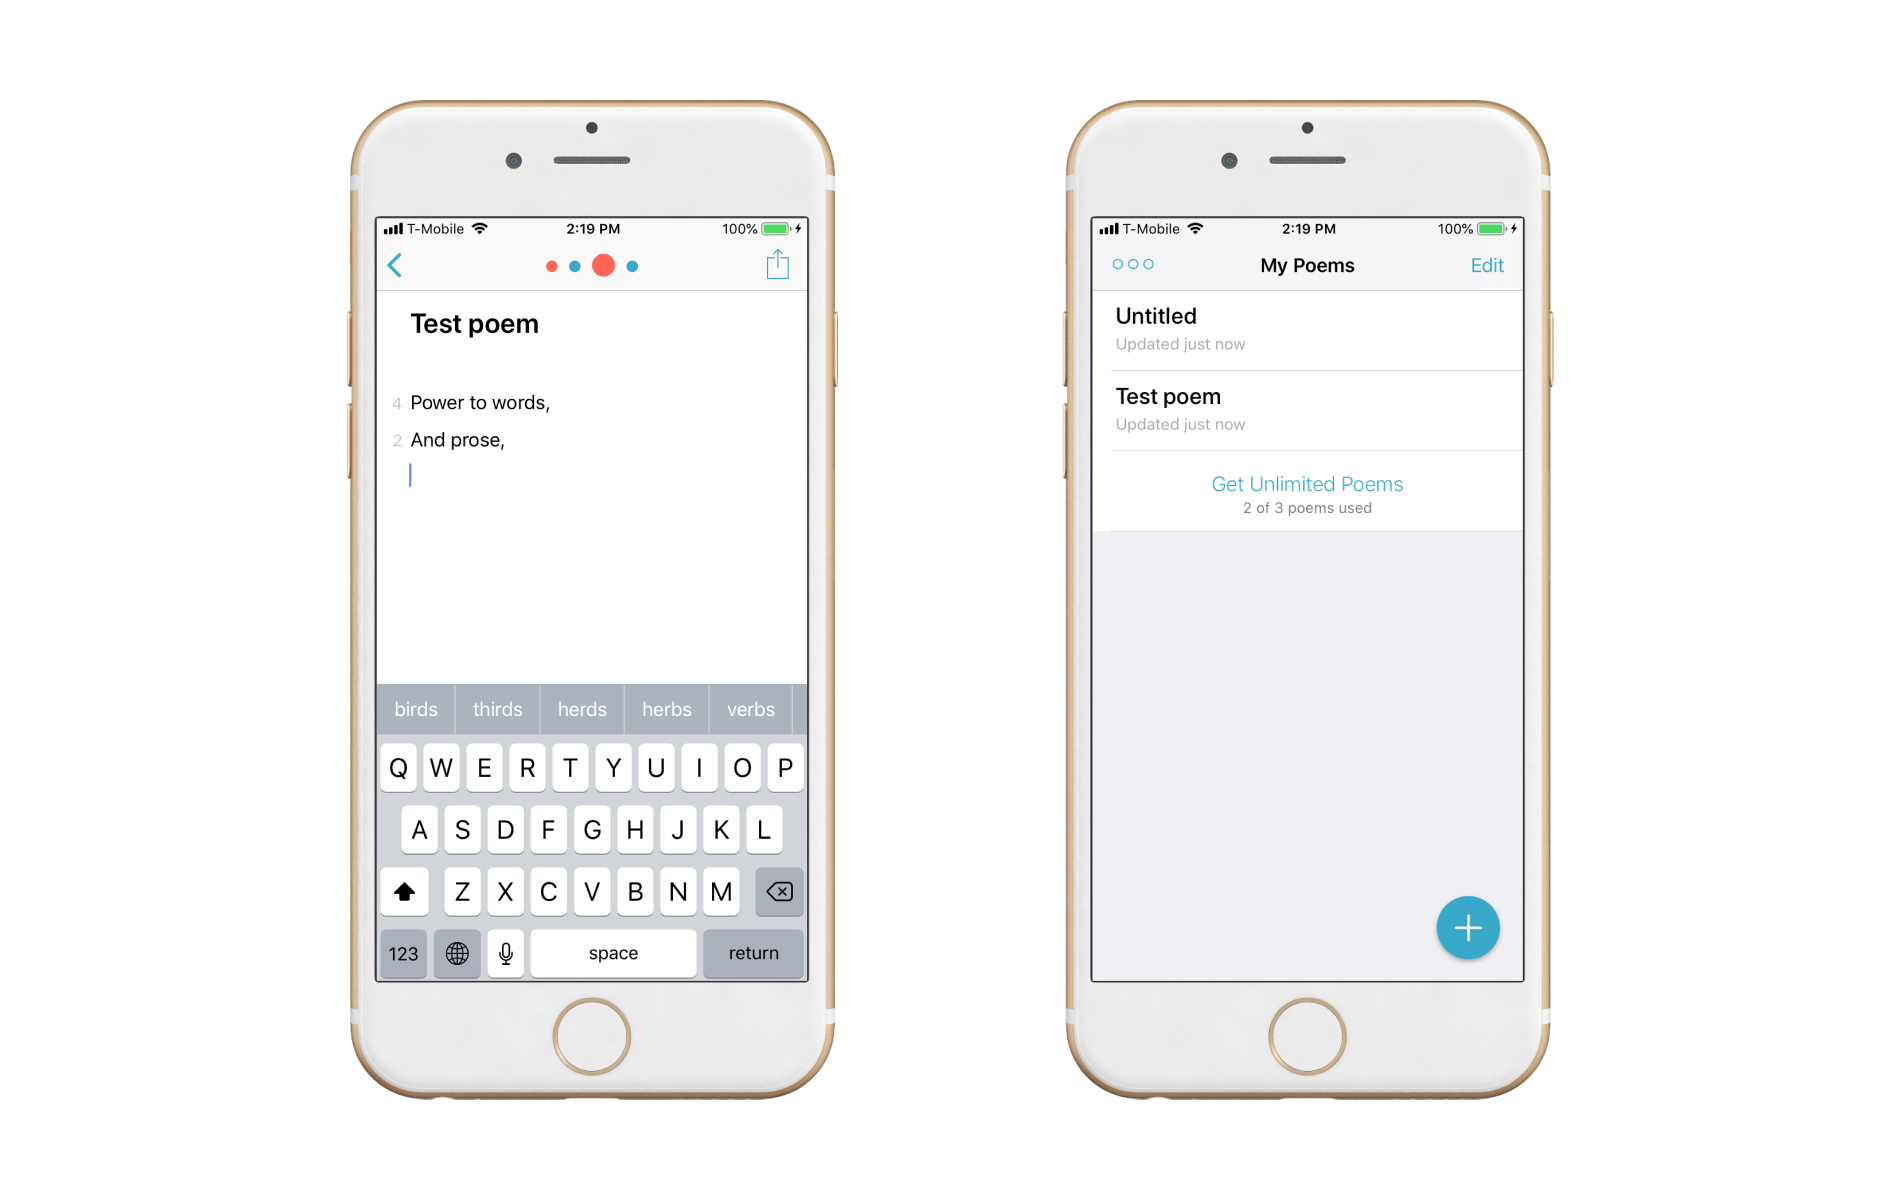 T-Mobile 2:19 PM 100%
Test poem
4 Power to words,
2 And prose,
birds thirds herds herbs verbs
Q W E R T Y U I O P
A S D F G H J K L
Z X C V B N M
123 space return
T-Mobile 2:19 PM 100%
My Poems Edit
Untitled
Updated just now
Test poem
Updated just now
Get Unlimited Poems
2 of 3 poems used